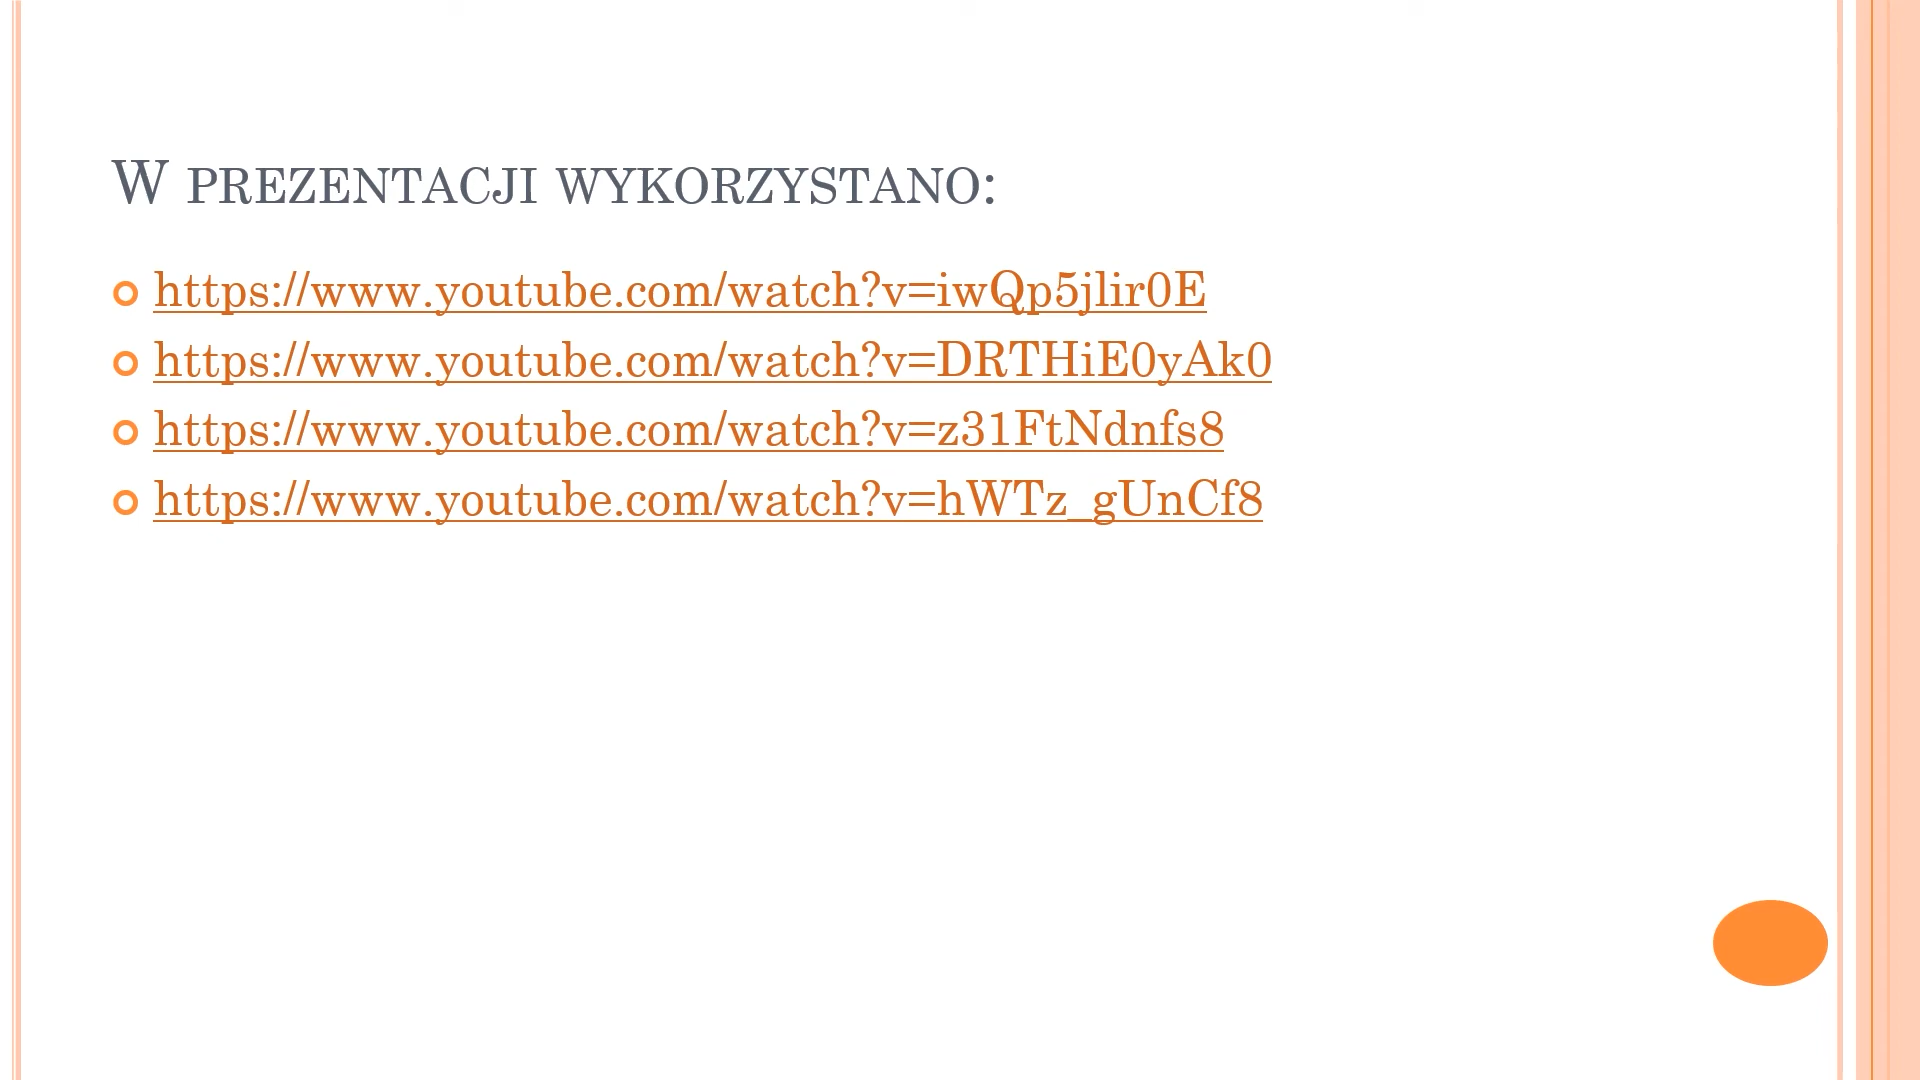 W PREZENTACJI WYKORZYSTANO:
https://www.youtube.com/watch?v=iwQp5jlir0E
https://www.youtube.com/watch?v=DRTHiE0yAk0
https://www.youtube.com/watch?v=z31FtNdnfs8
https://www.youtube.com/watch?v=hWTz_gUnCf8